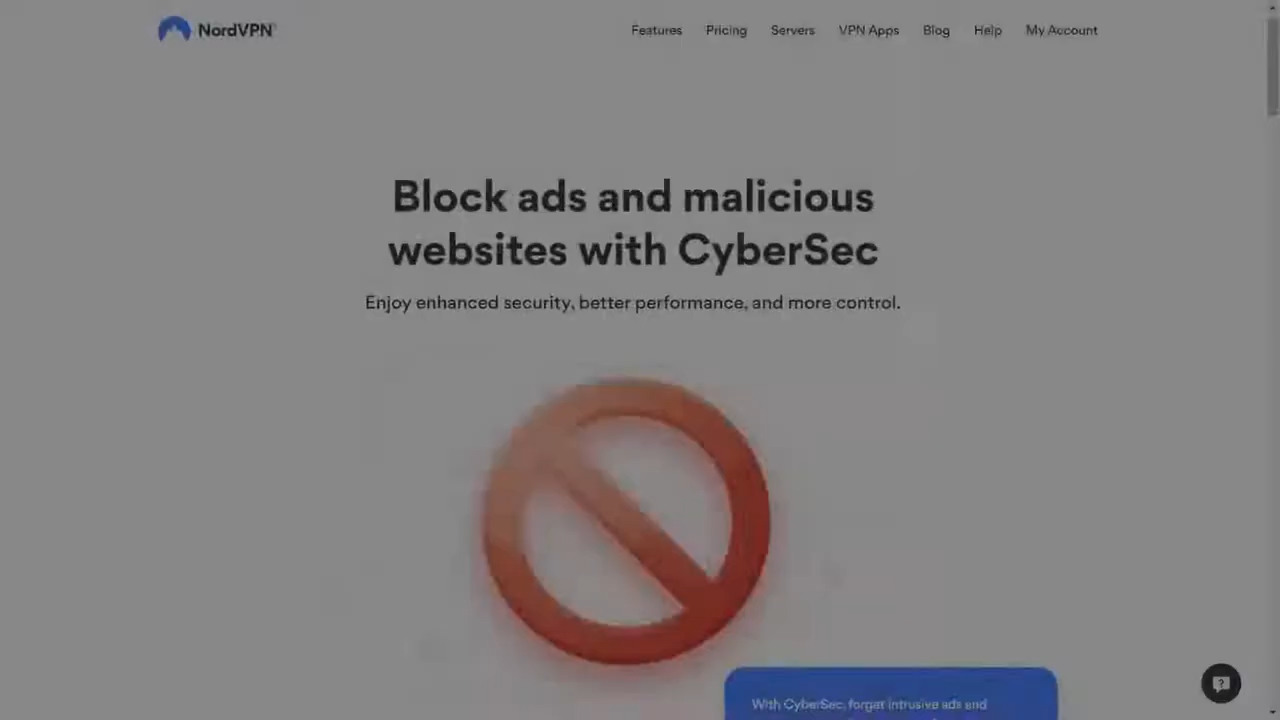 NordVPN
Features Pricing Servers VPN Apps Blog Help My Account
Block ads and malicious
websites with CyberSec
Enjoy enhanced security, better performance, and more control.
With CyberSec, forget intrusive ads and
?